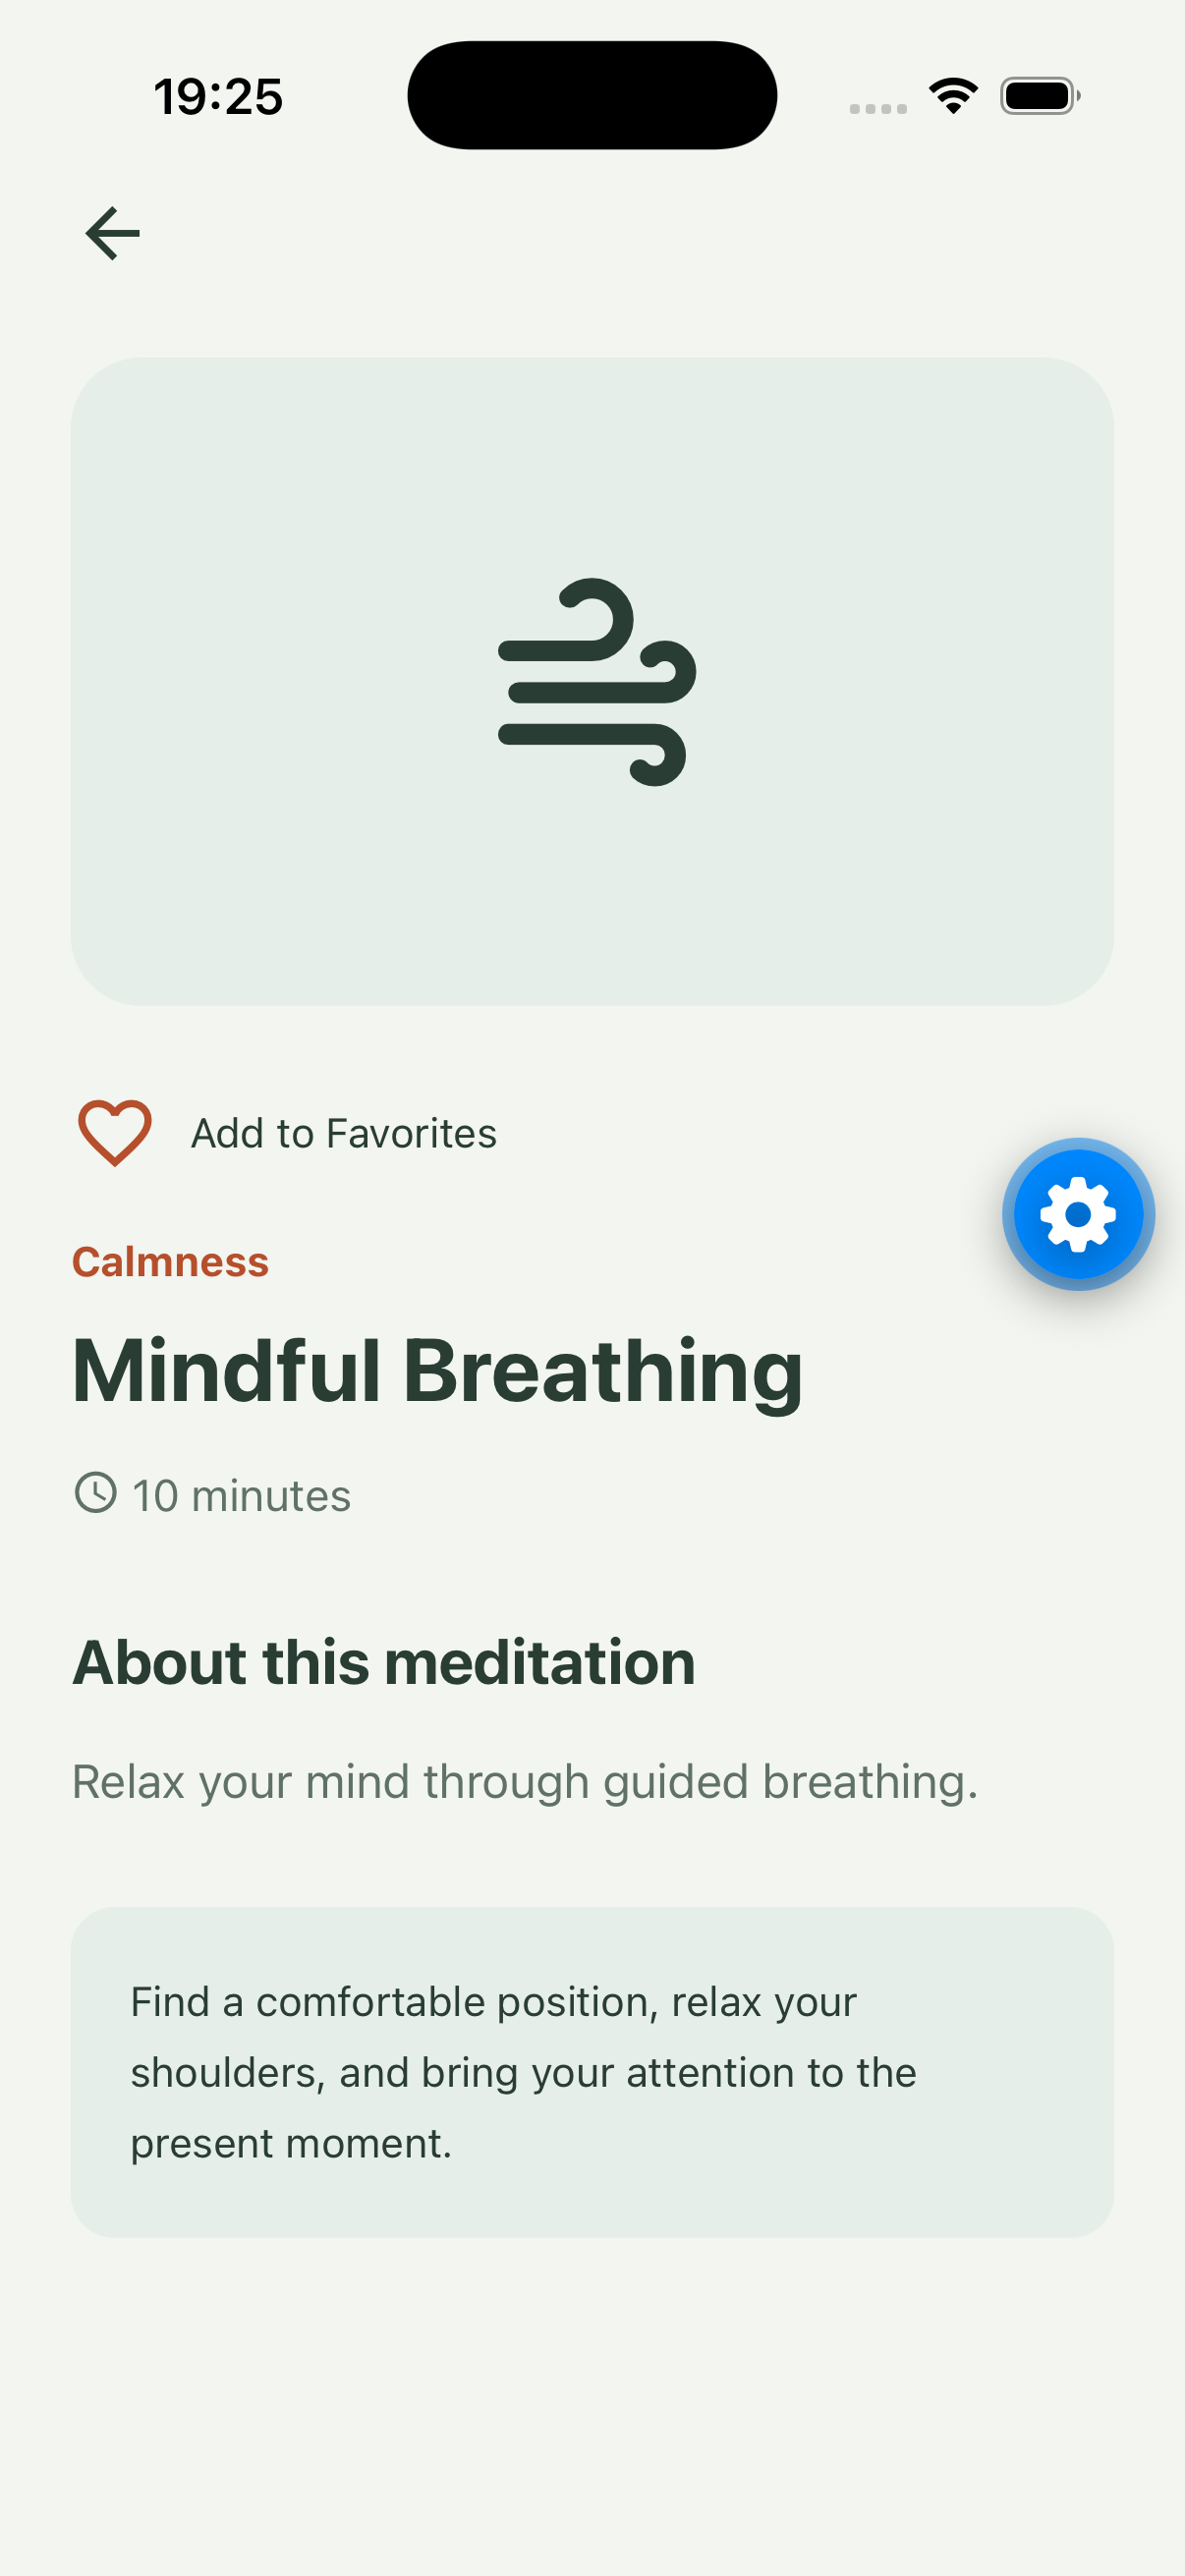 19:25
Add to Favorites
Calmness
Mindful Breathing
10 minutes
About this meditation
Relax your mind through guided breathing.
Find a comfortable position, relax your
shoulders, and bring your attention to the
present moment.